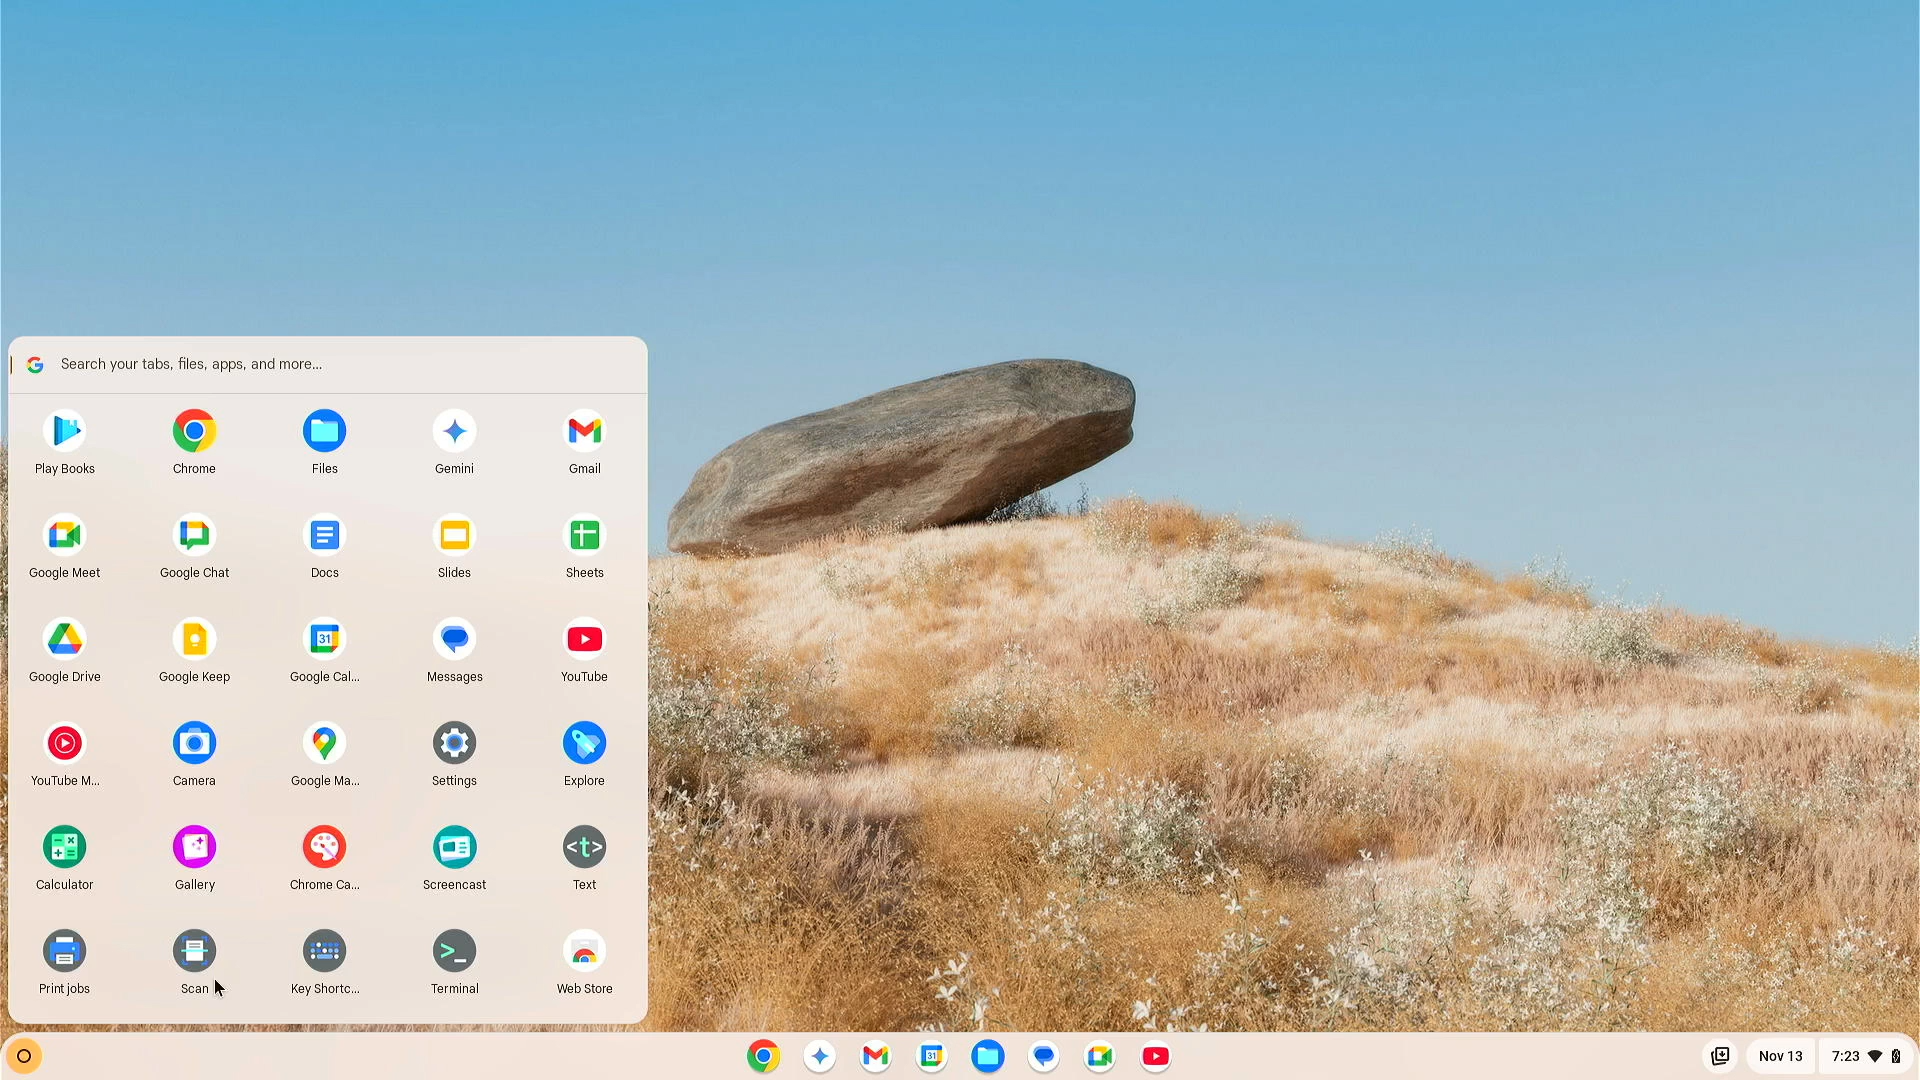 Search your tabs, files, apps, and more...
Play Books Chrome Files Gemini Gmail
Google Meet Google Chat Docs Slides Sheets
31
Google Drive Google Keep Google Cal... Messages YouTube
YouTube M... Camera Google Ma... Settings Explore
<t>
Calculator Gallery Chrome Ca... Screencast Text
>_
Print jobs Scan Key Shortc... Terminal Web Store
31
Nov 13 7:23